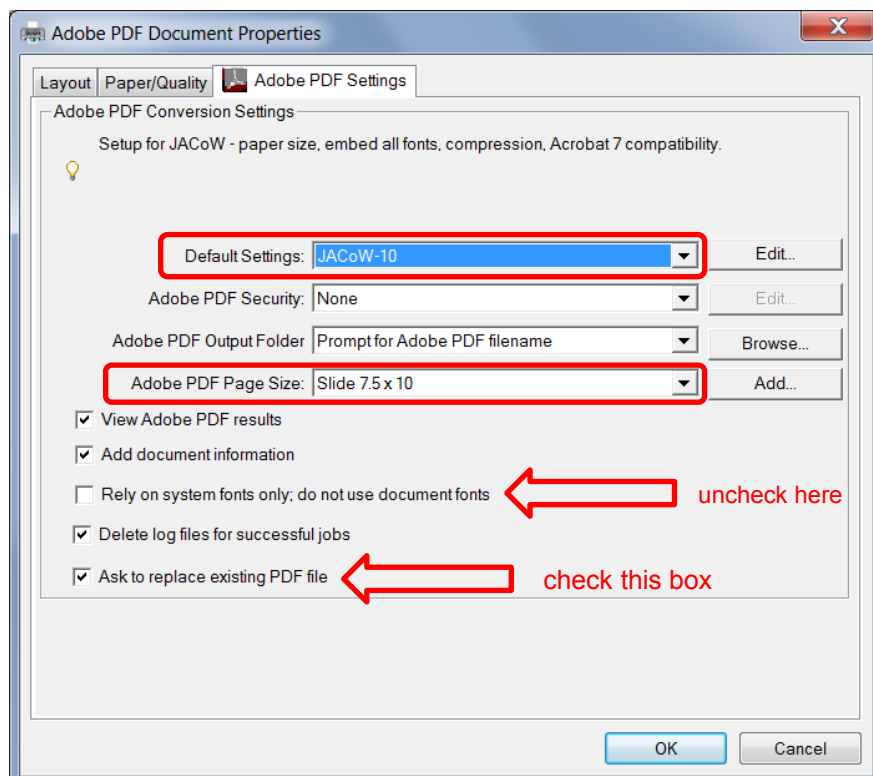 Adobe PDF Document Properties
X
Layout Paper/Quality Adobe PDF Settings
Adobe PDF Conversion Settings
Setup for JACoW - paper size, embed all fonts, compression, Acrobat 7 compatibility.
Default Settings: JACoW-10 Edit...
Adobe PDF Security: None Edit...
Adobe PDF Output Folder Prompt for Adobe PDF filename Browse...
Adobe PDF Page Size: Slide 7.5 x 10 Add...
View Adobe PDF results
Add document information
Rely on system fonts only; do not use document fonts uncheck here
Delete log files for successful jobs
Ask to replace existing PDF file check this box
OK Cancel